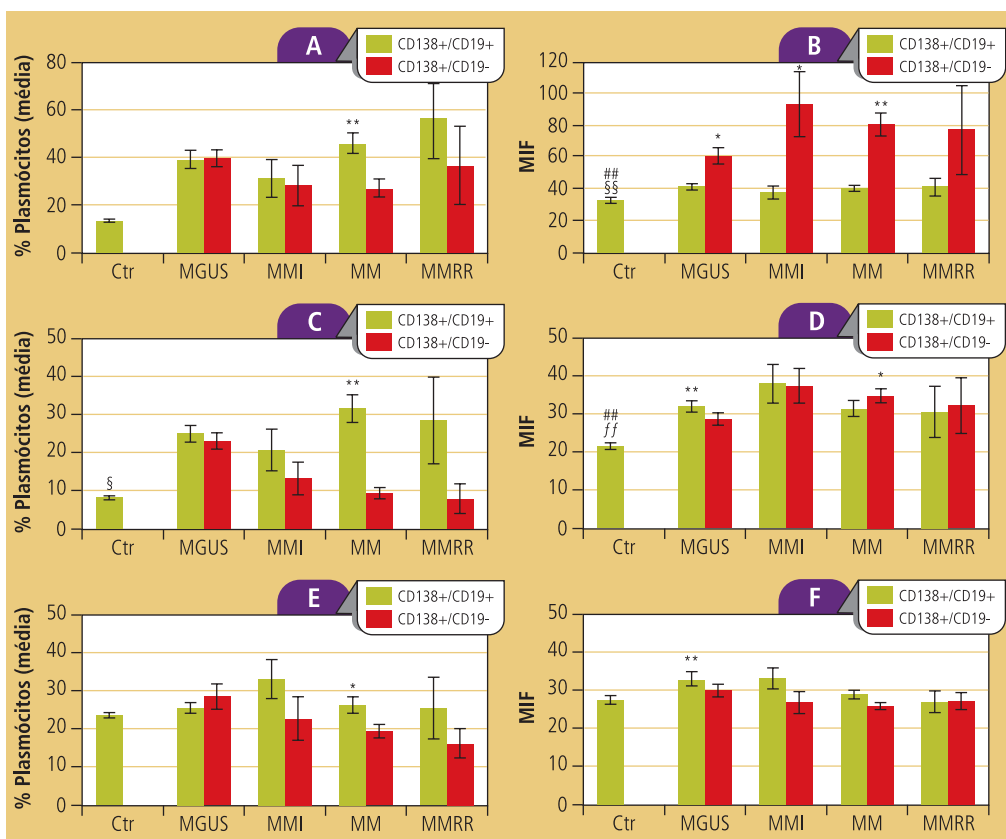 A
CD138+/CD19+
CD138+/CD19-
% Plasmócitos (média)
80
60
40
20
0
**
Ctr MGUS MMI MM MMRR
B
CD138+/CD19+
CD138+/CD19-
MIF
120
100
80
60
40
20
0
##
§§
*
*
**
Ctr MGUS MMI MM MMRR
C
CD138+/CD19+
CD138+/CD19-
% Plasmócitos (média)
50
40
30
20
10
0
§
**
Ctr MGUS MMI MM MMRR
D
CD138+/CD19+
CD138+/CD19-
MIF
50
40
30
20
10
0
##
ƒƒ
**
*
Ctr MGUS MMI MM MMRR
E
CD138+/CD19+
CD138+/CD19-
% Plasmócitos (média)
50
40
30
20
10
0
*
Ctr MGUS MMI MM MMRR
F
CD138+/CD19+
CD138+/CD19-
MIF
50
40
30
20
10
0
**
Ctr MGUS MMI MM MMRR